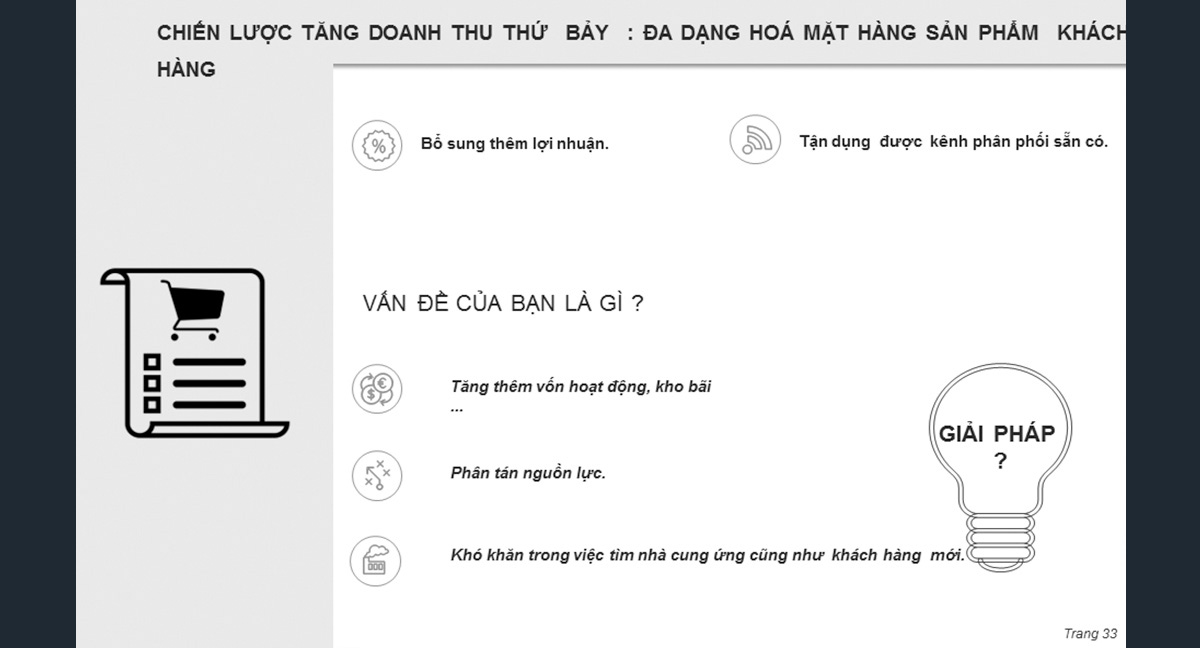 CHIẾN LƯỢC TĂNG DOANH THU THỨ BẢY : ĐA DẠNG HOÁ MẶT HÀNG SẢN PHẨM KHÁCH
HÀNG
Bổ sung thêm lợi nhuận.
Tận dụng được kênh phân phối sẵn có.
VẤN ĐỀ CỦA BẠN LÀ GÌ ?
Tăng thêm vốn hoạt động, kho bãi
...
Phân tán nguồn lực.
Khó khăn trong việc tìm nhà cung ứng cũng như khách hàng mới.
GIẢI PHÁP
?
Trang 33